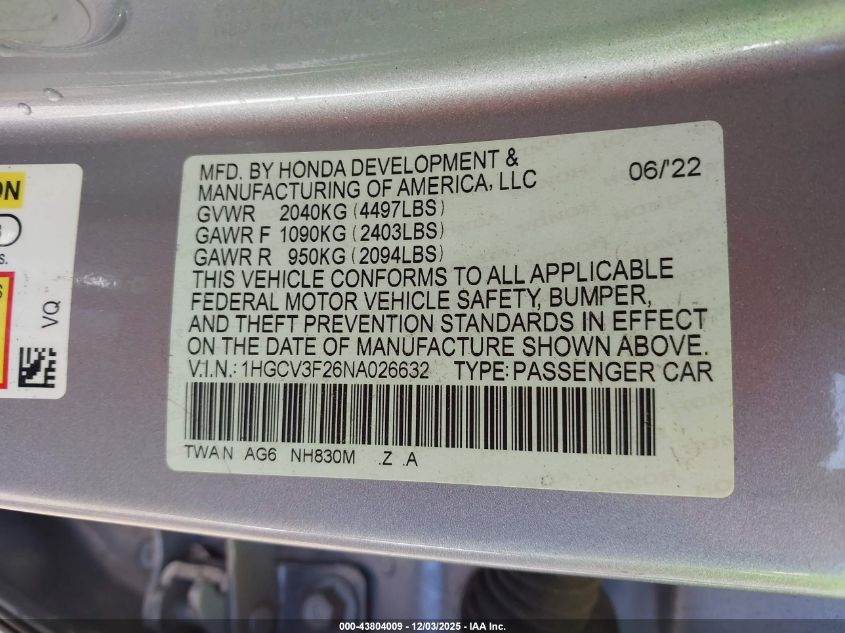 MFD. BY HONDA DEVELOPMENT &
MANUFACTURING OF AMERICA, LLC
06/'22
GVWR 2040KG (4497LBS)
GAWR F 1090KG (2403LBS)
GAWR R 950KG (2094LBS)
THIS VEHICLE CONFORMS TO ALL APPLICABLE
FEDERAL MOTOR VEHICLE SAFETY, BUMPER,
AND THEFT PREVENTION STANDARDS IN EFFECT
ON THE DATE OF MANUFACTURE SHOWN ABOVE.
V.I.N.: 1HGCV3F26NA026632 TYPE: PASSENGER CAR
TWAN AG6 NH830M .Z .A
VQ
000-43804009 - 12/03/2025 - IAA Inc.